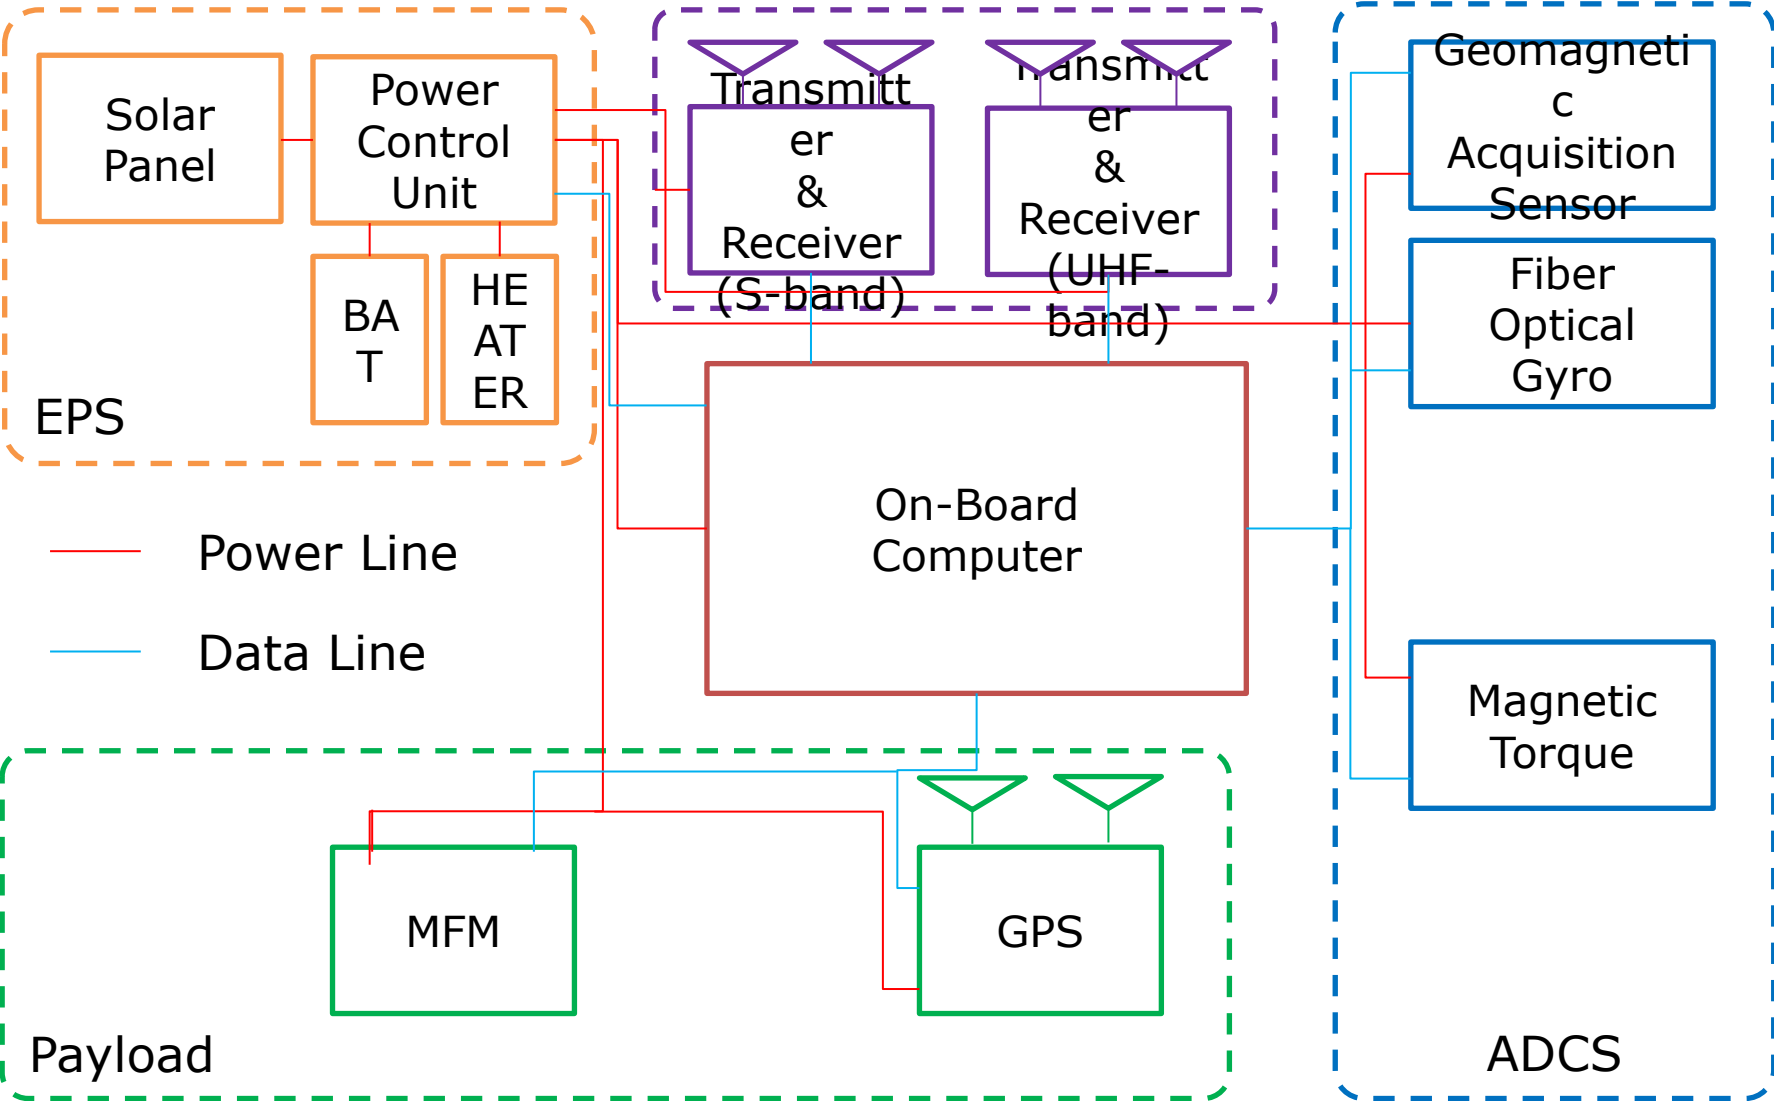 Solar
Panel
Power
Control
Unit
BA
T
HE
AT
ER
EPS
Transmitt
er
&
Receiver
(S-band)
Transmitt
er
&
Receiver
(UHF-
band)
Geomagneti
c
Acquisition
Sensor
Fiber
Optical
Gyro
On-Board
Computer
Power Line
Data Line
Magnetic
Torque
MFM
GPS
Payload
ADCS